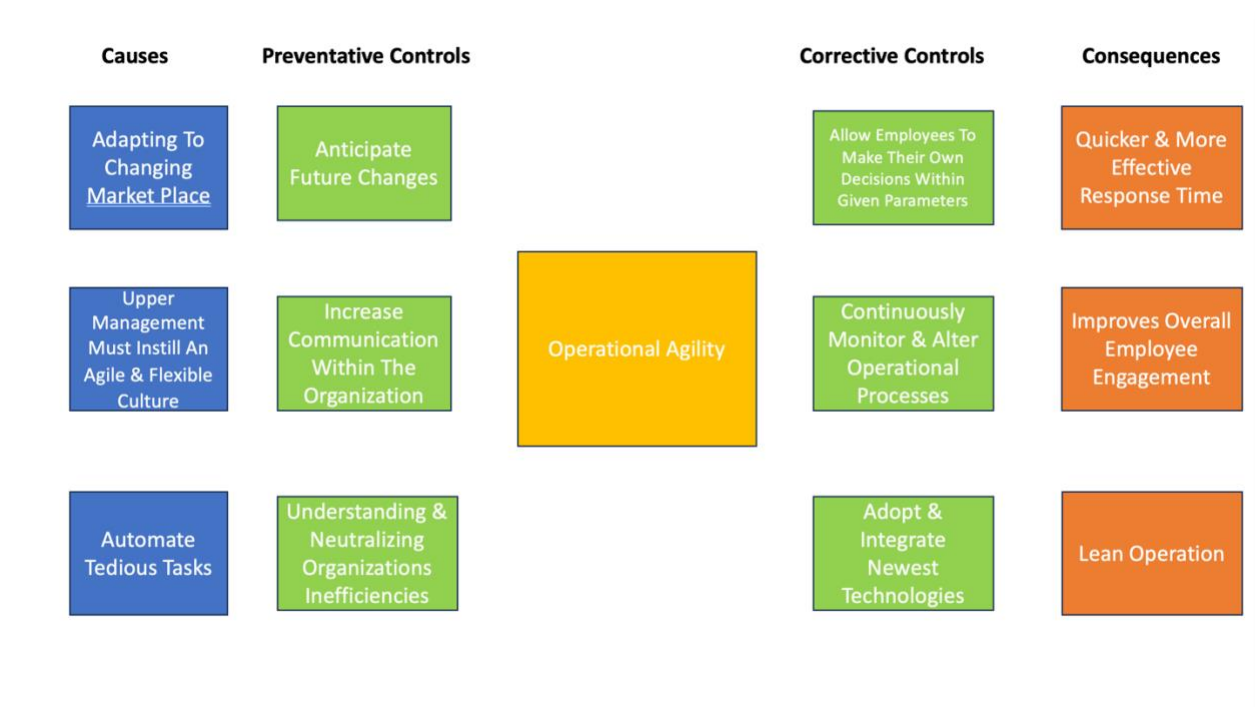 Causes
Preventative Controls
Corrective Controls
Consequences
Adapting To
Changing
Market Place
Anticipate
Future Changes
Allow Employees To
Make Their Own
Decisions Within
Given Parameters
Quicker & More
Effective
Response Time
Upper
Management
Must Instill An
Agile & Flexible
Culture
Increase
Communication
Within The
Organization
Operational Agility
Continuously
Monitor & Alter
Operational
Processes
Improves Overall
Employee
Engagement
Automate
Tedious Tasks
Understanding &
Neutralizing
Organizations
Inefficiencies
Adopt &
Integrate
Newest
Technologies
Lean Operation